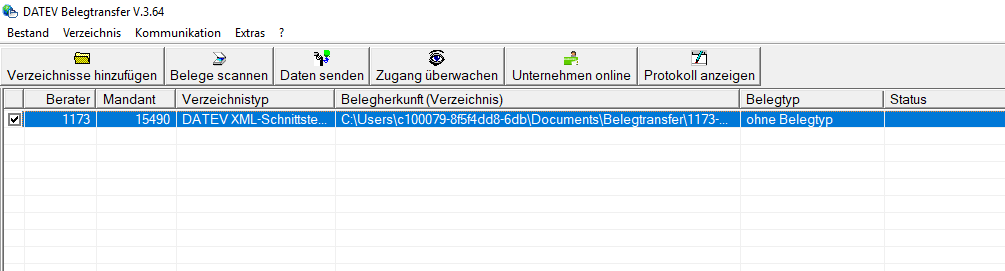 DATEV Belegtransfer V.3.64
Bestand Verzeichnis Kommunikation Extras ?
Verzeichnisse hinzufügen Belege scannen Daten senden Zugang überwachen Unternehmen online Protokoll anzeigen
Berater Mandant Verzeichnistyp Belegherkunft (Verzeichnis) Belegtyp Status
1173 15490 DATEV XML-Schnittste... C:\Users\c100079-8f5f4dd8-6db\Documents\Belegtransfer\1173-... ohne Belegtyp